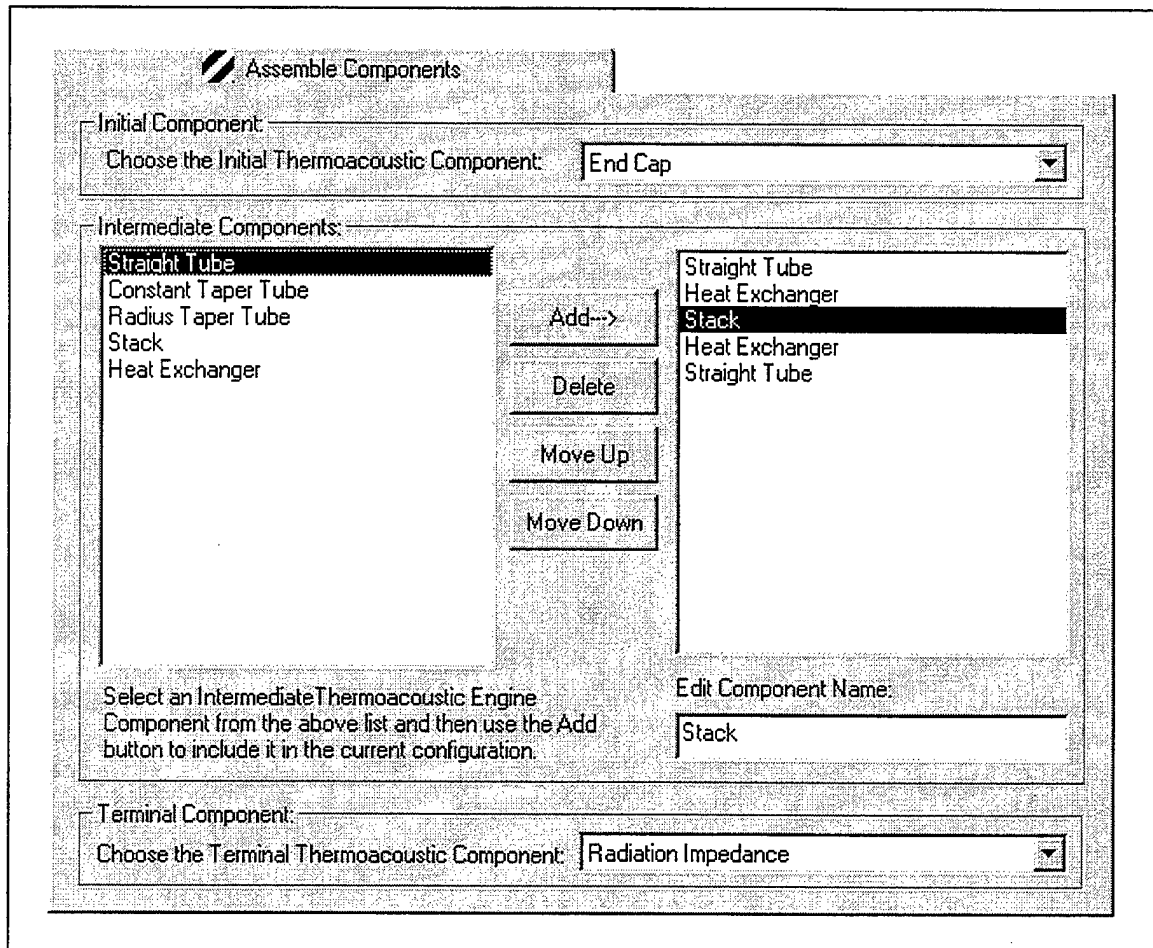 Assemble Components
Initial Component:
Choose the Initial Thermoacoustic Component:
End Cap
Intermediate Components:
Straight Tube
Constant Taper Tube
Radius Taper Tube
Stack
Heat Exchanger
Add--->
Delete
Move Up
Move Down
Straight Tube
Heat Exchanger
Stack
Heat Exchanger
Straight Tube
Select an IntermediateThermoacoustic Engine
Component from the above list and then use the Add
button to include it in the current configuration.
Edit Component Name:
Stack
Terminal Component:
Choose the Terminal Thermoacoustic Component:
Radiation Impedance